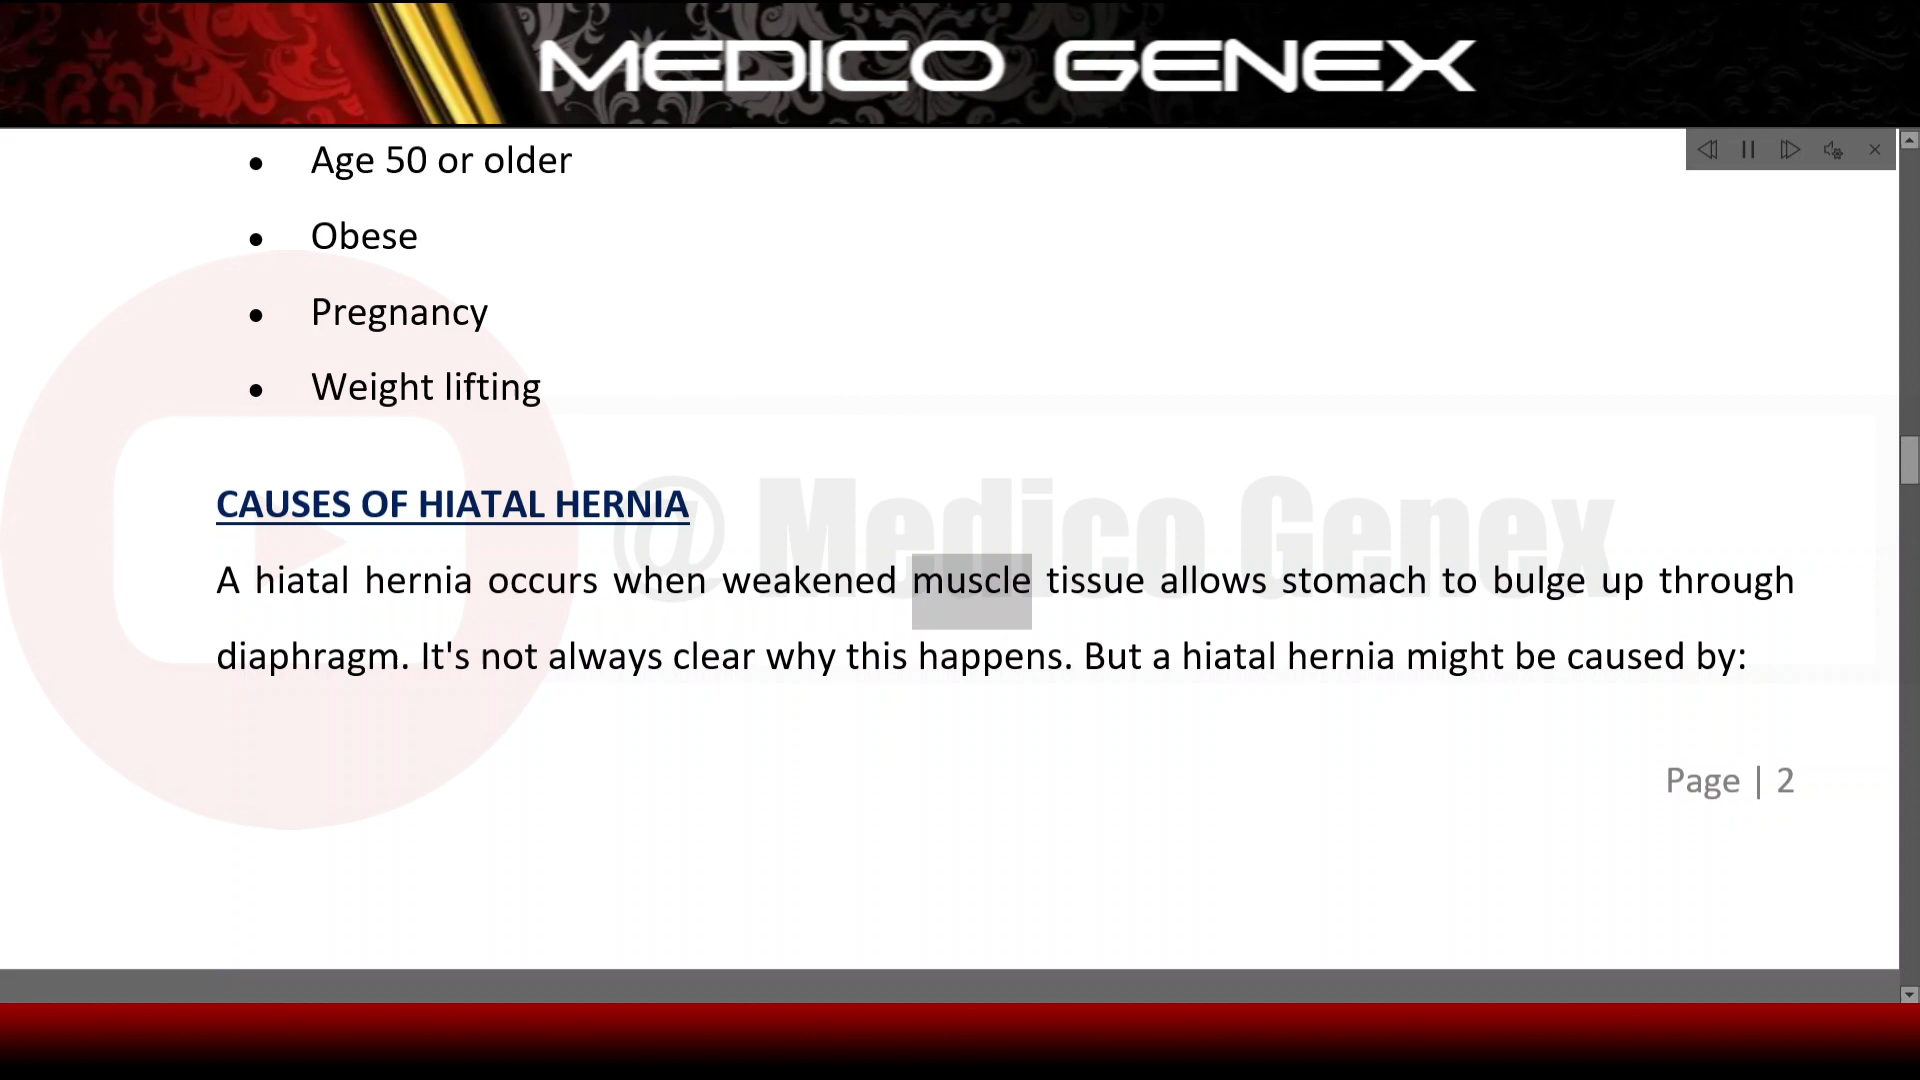 MEDICO GENEX
• Age 50 or older
• Obese
• Pregnancy
• Weight lifting
CAUSES OF HIATAL HERNIA
@ Medico Genex
A hiatal hernia occurs when weakened muscle tissue allows stomach to bulge up through
diaphragm. It's not always clear why this happens. But a hiatal hernia might be caused by:
Page | 2